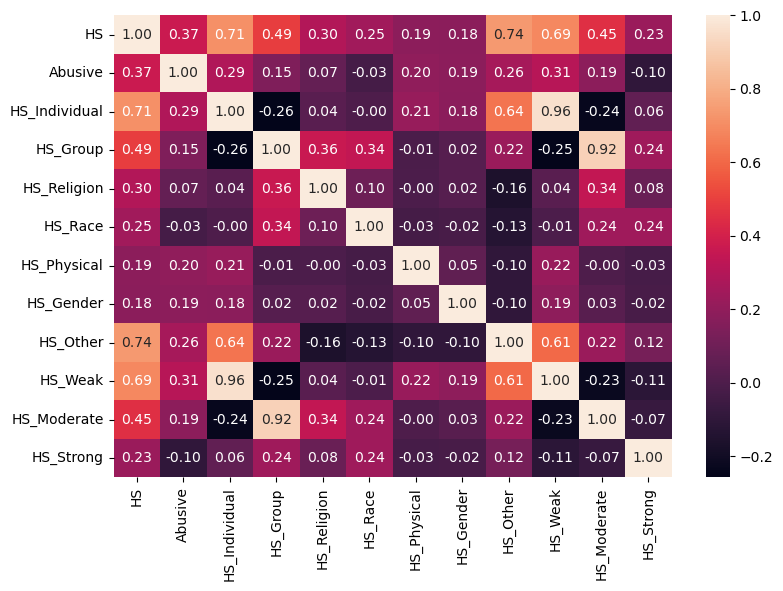 HS 1.00 0.37 0.71 0.49 0.30 0.25 0.19 0.18 0.74 0.69 0.45 0.23
Abusive 0.37 1.00 0.29 0.15 0.07 -0.03 0.20 0.19 0.26 0.31 0.19 -0.10
HS_Individual 0.71 0.29 1.00 -0.26 0.04 -0.00 0.21 0.18 0.64 0.96 -0.24 0.06
HS_Group 0.49 0.15 -0.26 1.00 0.36 0.34 -0.01 0.02 0.22 -0.25 0.92 0.24
HS_Religion 0.30 0.07 0.04 0.36 1.00 0.10 -0.00 0.02 -0.16 0.04 0.34 0.08
HS_Race 0.25 -0.03 -0.00 0.34 0.10 1.00 -0.03 -0.02 -0.13 -0.01 0.24 0.24
HS_Physical 0.19 0.20 0.21 -0.01 -0.00 -0.03 1.00 0.05 -0.10 0.22 -0.00 -0.03
HS_Gender 0.18 0.19 0.18 0.02 0.02 -0.02 0.05 1.00 -0.10 0.19 0.03 -0.02
HS_Other 0.74 0.26 0.64 0.22 -0.16 -0.13 -0.10 -0.10 1.00 0.61 0.22 0.12
HS_Weak 0.69 0.31 0.96 -0.25 0.04 -0.01 0.22 0.19 0.61 1.00 -0.23 -0.11
HS_Moderate 0.45 0.19 -0.24 0.92 0.34 0.24 -0.00 0.03 0.22 -0.23 1.00 -0.07
HS_Strong 0.23 -0.10 0.06 0.24 0.08 0.24 -0.03 -0.02 0.12 -0.11 -0.07 1.00
HS
Abusive
HS_Individual
HS_Group
HS_Religion
HS_Race
HS_Physical
HS_Gender
HS_Other
HS_Weak
HS_Moderate
HS_Strong
1.0
0.8
0.6
0.4
0.2
0.0
−0.2